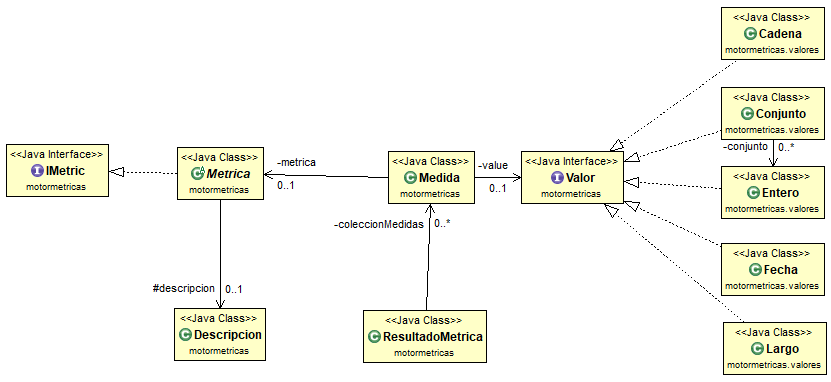 <<Java Class>>
Cadena
motormetricas.valores
<<Java Class>>
Conjunto
motormetricas.valores
-conjunto
0..*
<<Java Interface>>
IMetric
motormetricas
<<Java Class>>
Metrica
motormetricas
-metrica
0..1
<<Java Class>>
Medida
motormetricas
-value
0..1
<<Java Interface>>
Valor
motormetricas
<<Java Class>>
Entero
motormetricas.valores
-coleccionMedidas
0..*
<<Java Class>>
Fecha
motormetricas.valores
#descripcion
0..1
<<Java Class>>
Descripcion
motormetricas
<<Java Class>>
ResultadoMetrica
motormetricas
<<Java Class>>
Largo
motormetricas.valores